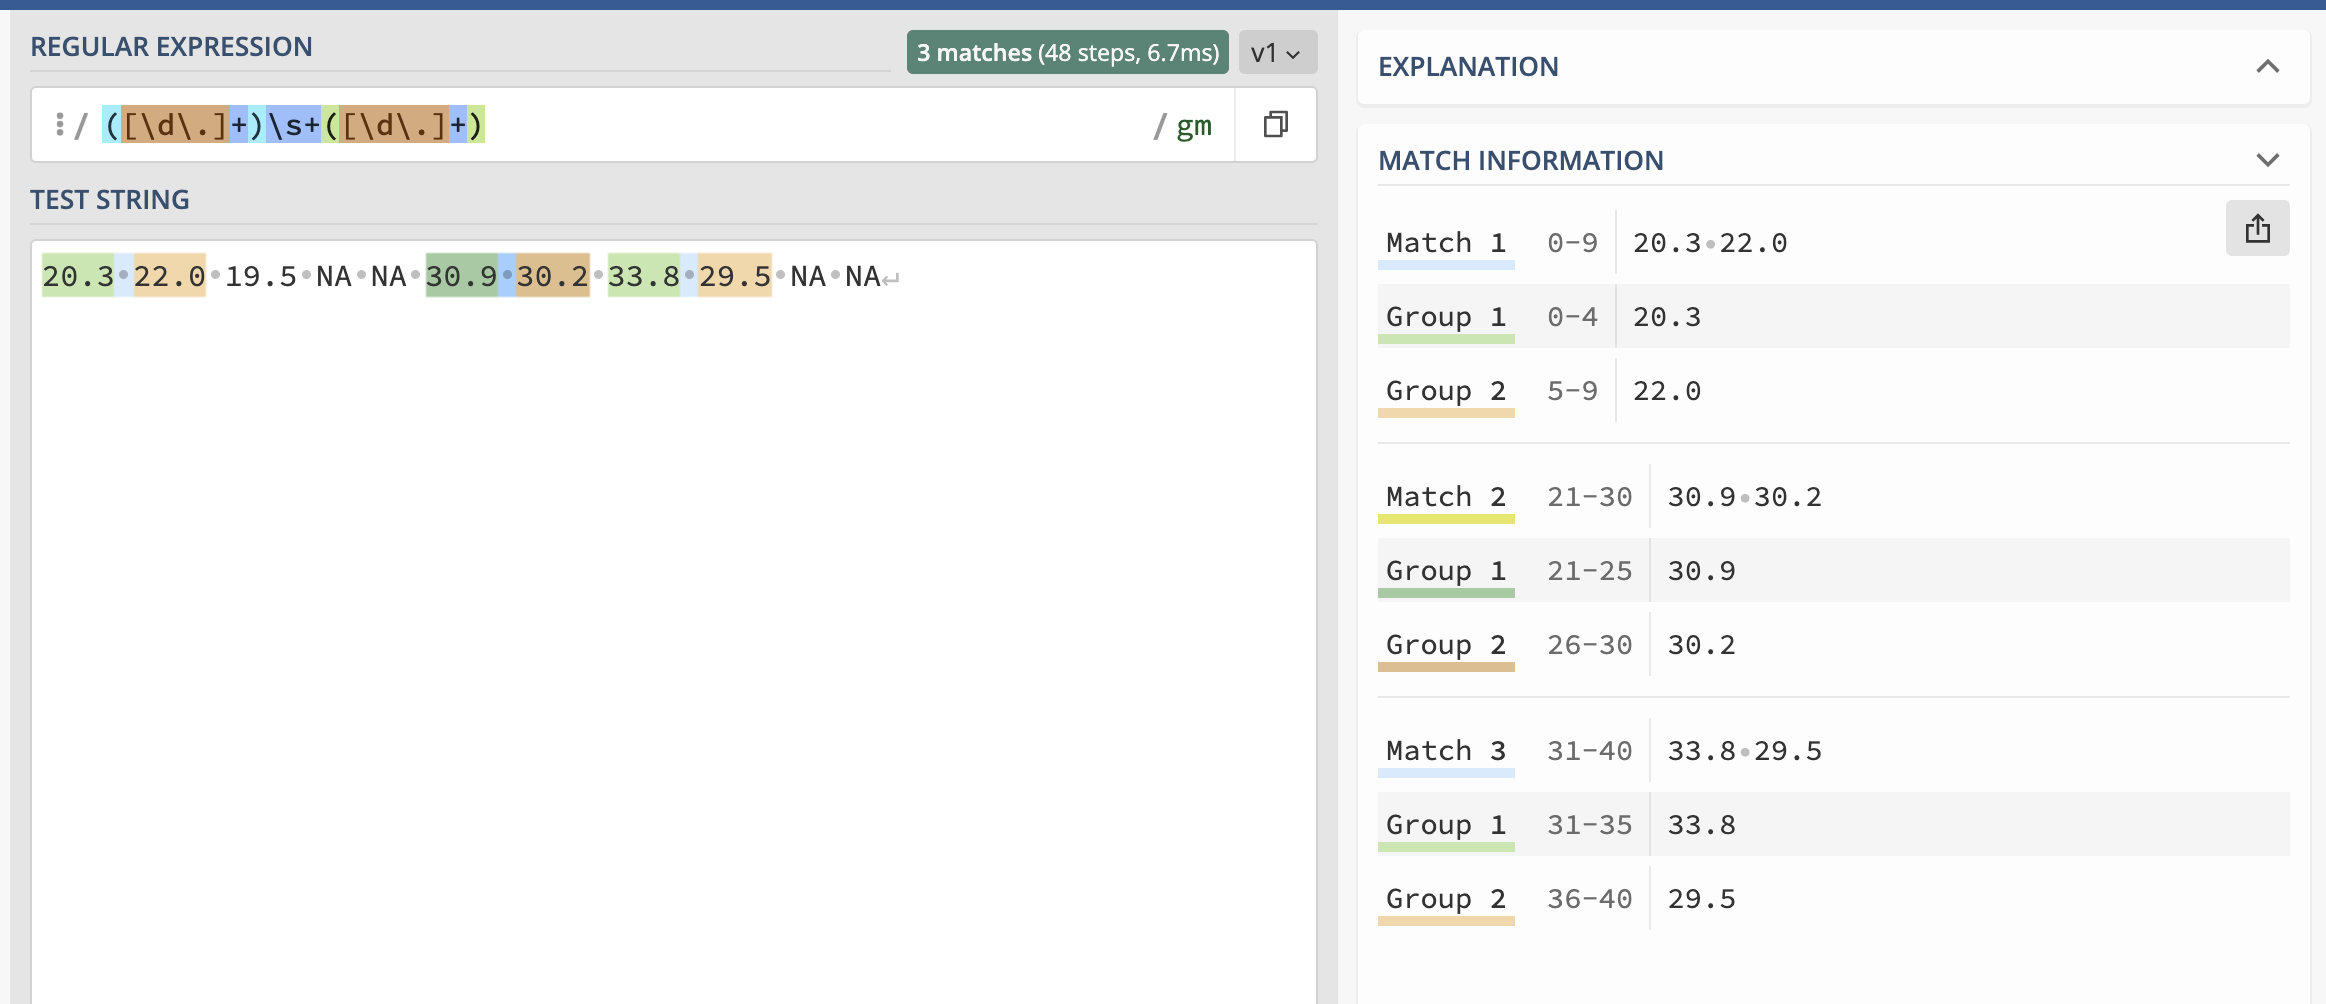 REGULAR EXPRESSION
3 matches (48 steps, 6.7ms)
v1
/ ([\d\.]+)\s+([\d\.]+) / gm
TEST STRING
20.3·22.0·19.5·NA·NA·30.9·30.2·33.8·29.5·NA·NA↵
EXPLANATION
MATCH INFORMATION
Match 1 0-9 20.3·22.0
Group 1 0-4 20.3
Group 2 5-9 22.0
Match 2 21-30 30.9·30.2
Group 1 21-25 30.9
Group 2 26-30 30.2
Match 3 31-40 33.8·29.5
Group 1 31-35 33.8
Group 2 36-40 29.5